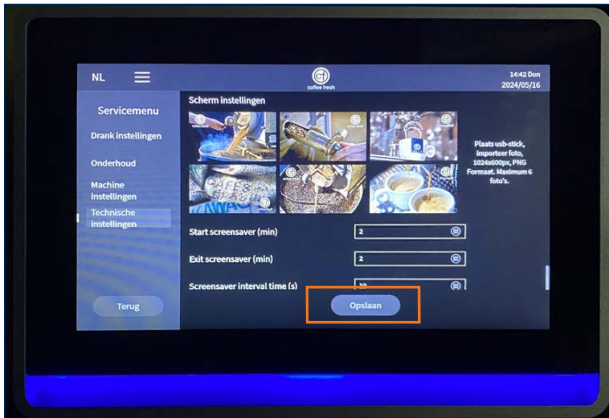 NL
coffee fresh
14:42 Don
2024/05/16
Servicemenu
Drank instellingen
Onderhoud
Machine
instellingen
Technische
instellingen
Terug
Scherm instellingen
Plaats usb-stick,
Importeer foto,
1024x600px, PNG
Formaat. Maximum 6
foto's.
Start screensaver (min)
2
Exit screensaver (min)
2
Screensaver interval time (s)
Opslaan